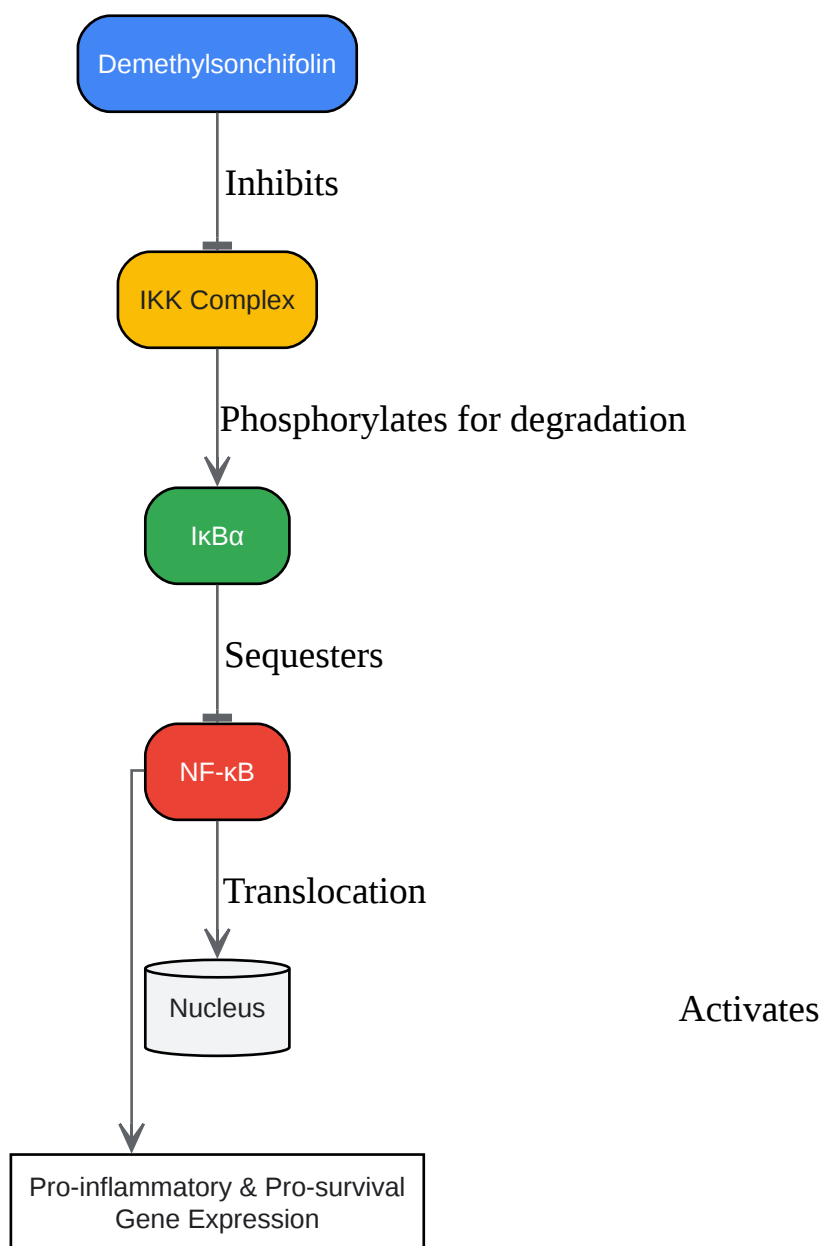 Demethylsonchifolin
Inhibits
IKK Complex
Phosphorylates for degradation
IκBα
Sequesters
NF-κB
Translocation
Nucleus
Activates
Pro-inflammatory & Pro-survival
Gene Expression